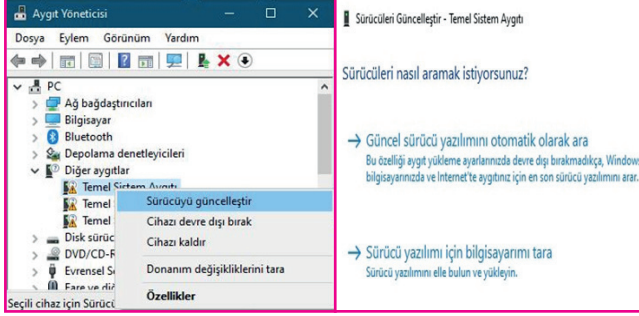 Aygıt Yöneticisi
Dosya Eylem Görünüm Yardım
PC
Ağ bağdaştırıcıları
Bilgisayar
Bluetooth
Depolama denetleyicileri
Diğer aygıtlar
Temel Sistem Aygıtı
Temel
Temel
Disk sürüc
DVD/CD-R
Evrensel S
Fare ve diğ
Seçili cihaz için Sürücü
Sürücüyü güncelleştir
Cihazı devre dışı bırak
Cihazı kaldır
Donanım değişikliklerini tara
Özellikler
Sürücüleri Güncelleştir - Temel Sistem Aygıtı
Sürücüleri nasıl aramak istiyorsunuz?
Güncel sürücü yazılımını otomatik olarak ara
Bu özelliği aygıt yükleme ayarlarınızda devre dışı bırakmadıkça, Windows
bilgisayarınızda ve Internet'te aygıtınız için en son sürücü yazılımını arar.
Sürücü yazılımı için bilgisayarımı tara
Sürücü yazılımını elle bulun ve yükleyin.